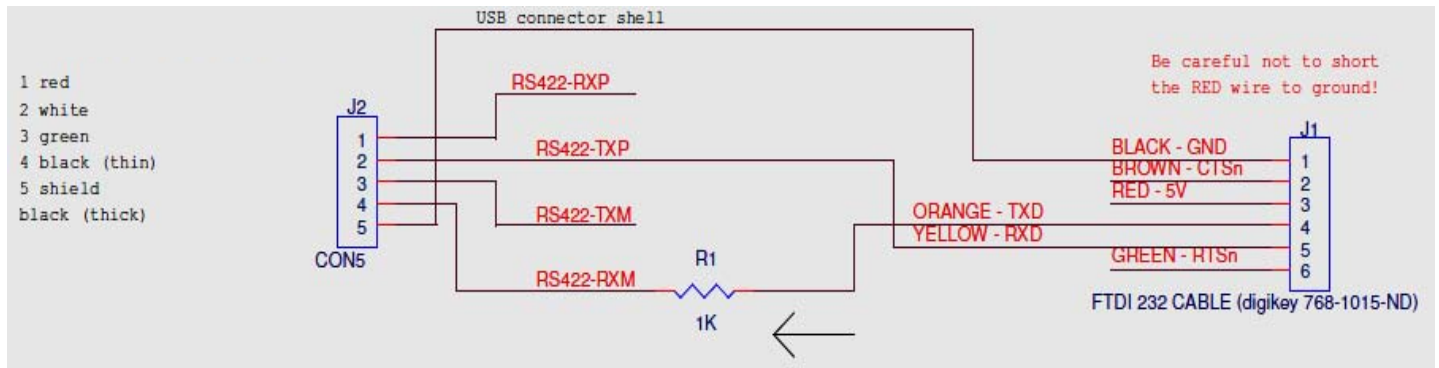 USB connector shell
1 red
2 white
3 green
4 black (thin)
5 shield
black (thick)
J2
1
2
3
4
5
CON5
RS422-RXP
RS422-TXP
RS422-TXM
RS422-RXM
R1
1K
Be careful not to short
the RED wire to ground!
J1
BLACK - GND
BROWN - CTSn
RED - 5V
ORANGE - TXD
YELLOW - RXD
GREEN - RTSn
1
2
3
4
5
6
FTDI 232 CABLE (digikey 768-1015-ND)